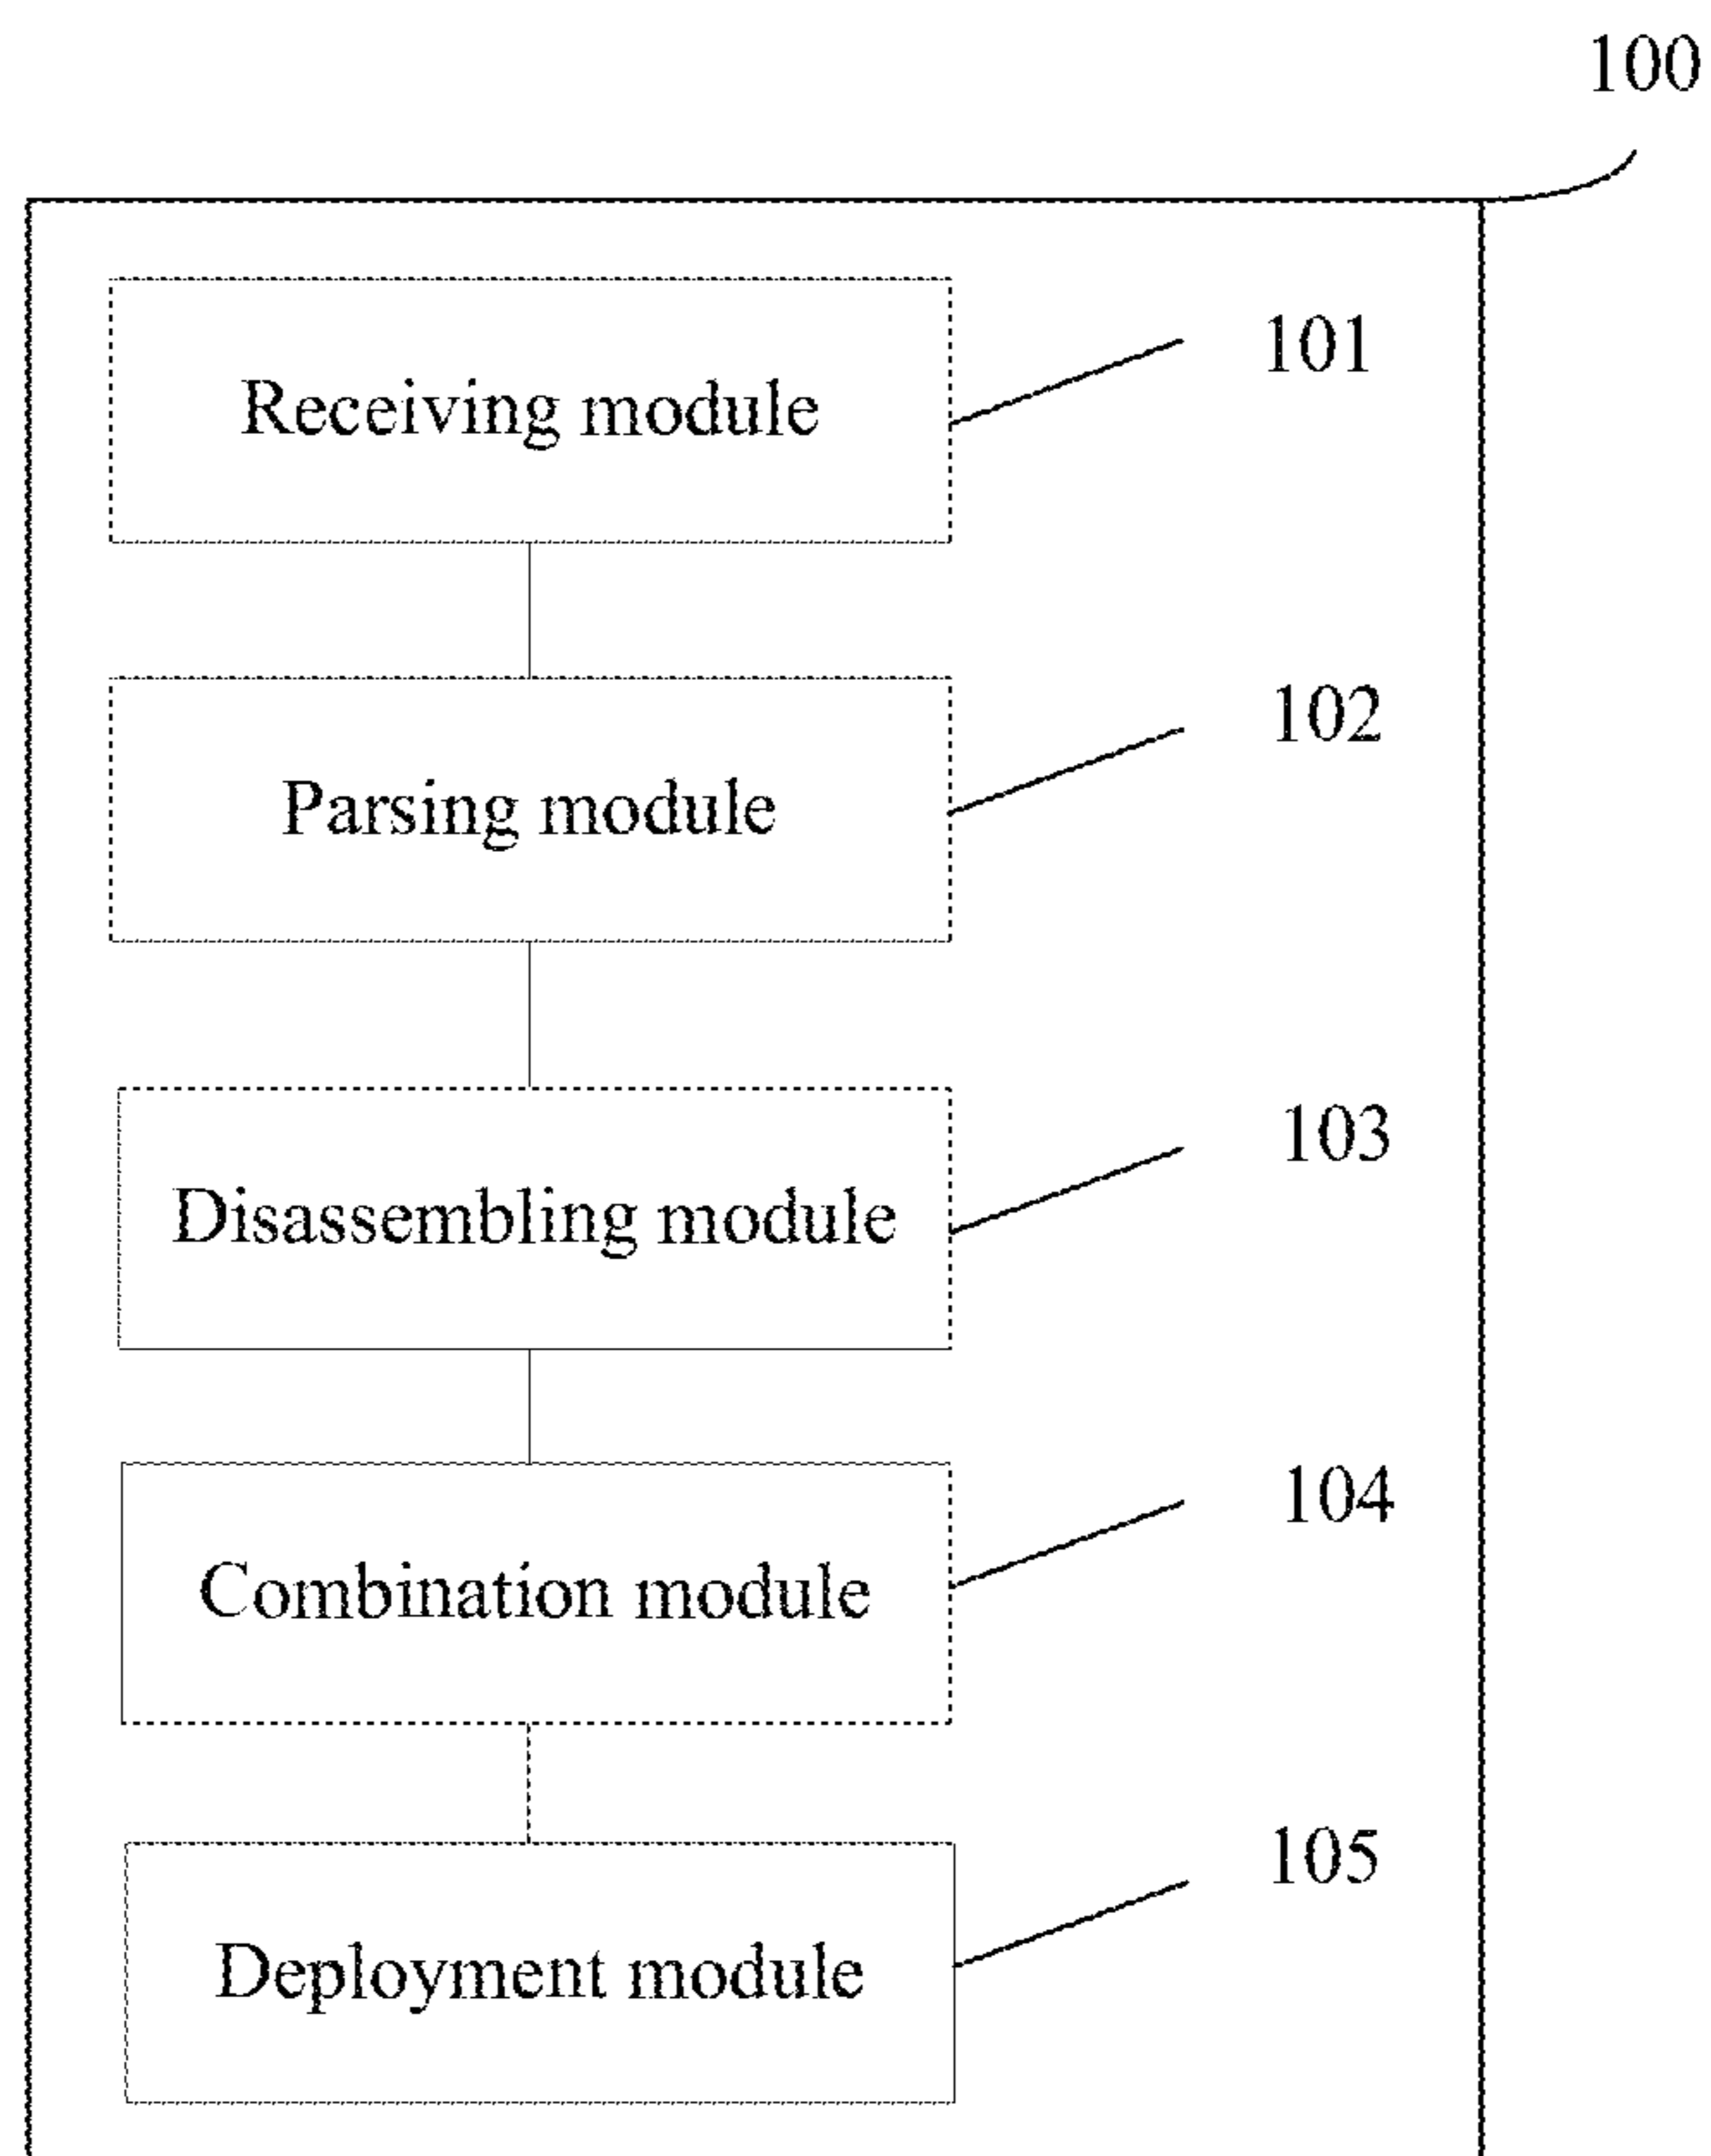 100
Receiving module
101
Parsing module
102
Disassembling module
103
Combination module
104
Deployment module
105